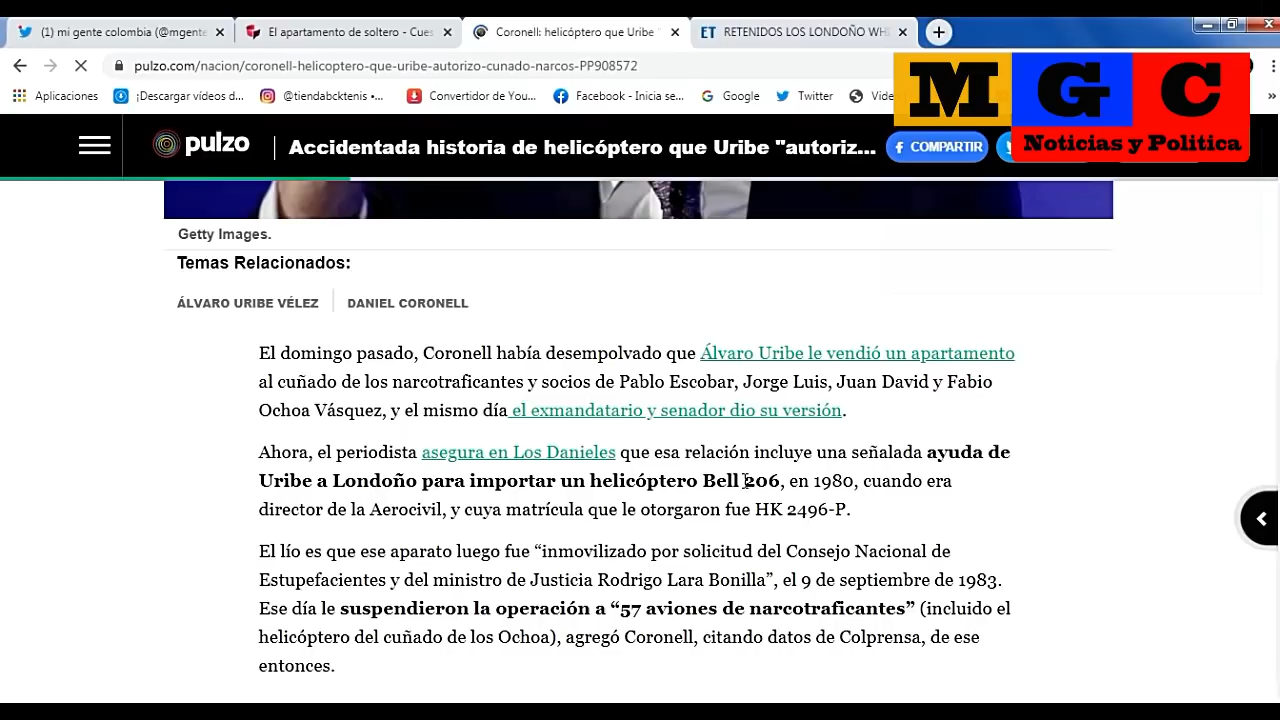 (1) mi gente colombia (@mgente
El apartamento de soltero - Cues
Coronell: helicóptero que Uribe
ET RETENIDOS LOS LONDOÑO WHI
pulzo.com/nacion/coronell-helicoptero-que-uribe-autorizo-cunado-narcos-PP908572
Aplicaciones
¡Descargar vídeos d...
@tiendabcktenis •...
Convertidor de You...
Facebook - Inicia se...
Google
Twitter
M G C
Noticias y Politica
pulzo
Accidentada historia de helicóptero que Uribe "autoriz...
COMPARTIR
Getty Images.
Temas Relacionados:
ÁLVARO URIBE VÉLEZ
DANIEL CORONELL
El domingo pasado, Coronell había desempolvado que Álvaro Uribe le vendió un apartamento
al cuñado de los narcotraficantes y socios de Pablo Escobar, Jorge Luis, Juan David y Fabio
Ochoa Vásquez, y el mismo día el exmandatario y senador dio su versión.
Ahora, el periodista asegura en Los Danieles que esa relación incluye una señalada ayuda de
Uribe a Londoño para importar un helicóptero Bell 206, en 1980, cuando era
director de la Aerocivil, y cuya matrícula que le otorgaron fue HK 2496-P.
El lío es que ese aparato luego fue “inmovilizado por solicitud del Consejo Nacional de
Estupefacientes y del ministro de Justicia Rodrigo Lara Bonilla”, el 9 de septiembre de 1983.
Ese día le suspendieron la operación a “57 aviones de narcotraficantes” (incluido el
helicóptero del cuñado de los Ochoa), agregó Coronell, citando datos de Colprensa, de ese
entonces.